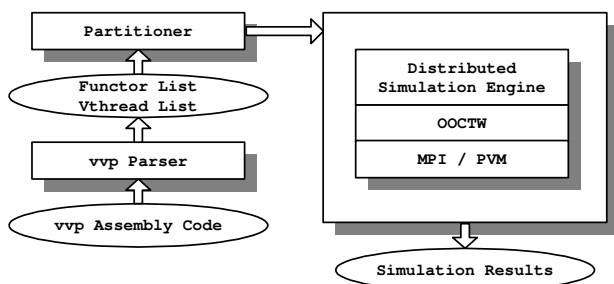 Partitioner
Functor List
Vthread List
vvp Parser
vvp Assembly Code
Distributed
Simulation Engine
OOCTW
MPI / PVM
Simulation Results